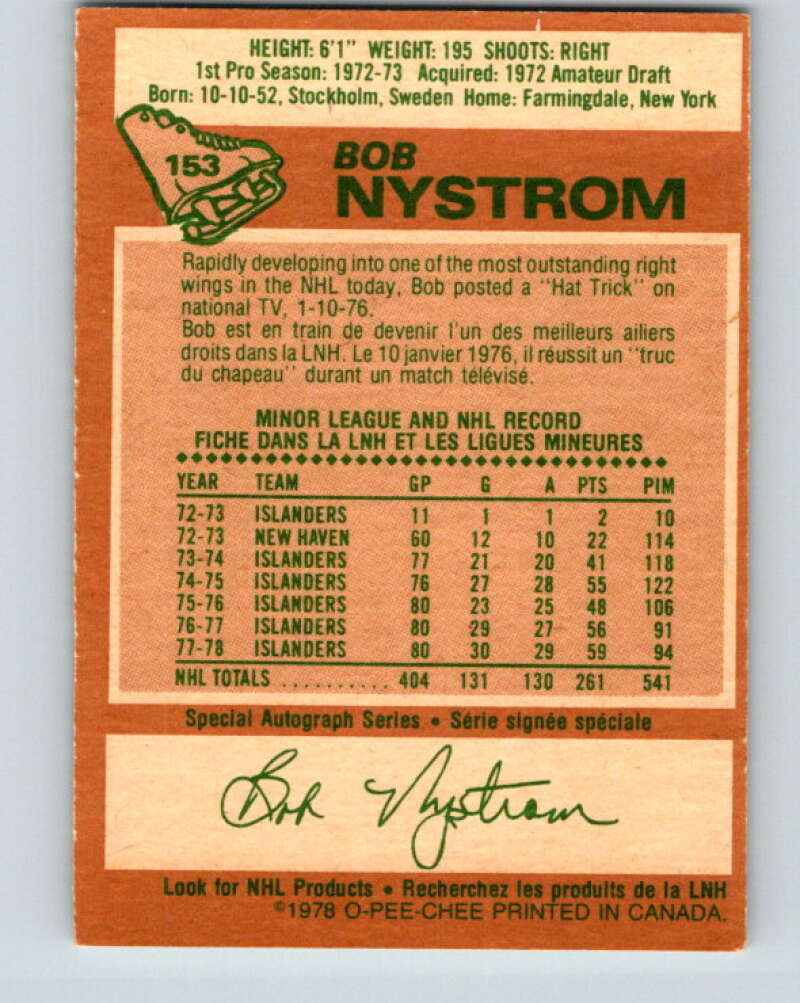 HEIGHT: 6'1" WEIGHT: 195 SHOOTS: RIGHT
1st Pro Season: 1972-73 Acquired: 1972 Amateur Draft
Born: 10-10-52, Stockholm, Sweden Home: Farmingdale, New York
153
BOB
NYSTROM
Rapidly developing into one of the most outstanding right
wings in the NHL today, Bob posted a "Hat Trick" on
national TV, 1-10-76.
Bob est en train de devenir l'un des meilleurs ailiers
droits dans la LNH. Le 10 janvier 1976, il réussit un "truc
du chapeau" durant un match télévisé.
MINOR LEAGUE AND NHL RECORD
FICHE DANS LA LNH ET LES LIGUES MINEURES
YEAR TEAM GP G A PTS PIM
72-73 ISLANDERS 11 1 1 2 10
72-73 NEW HAVEN 60 12 10 22 114
73-74 ISLANDERS 77 21 20 41 118
74-75 ISLANDERS 76 27 28 55 122
75-76 ISLANDERS 80 23 25 48 106
76-77 ISLANDERS 80 29 27 56 91
77-78 ISLANDERS 80 30 29 59 94
NHL TOTALS .......... 404 131 130 261 541
Special Autograph Series • Série signée spéciale
Bob Nystrom
Look for NHL Products • Recherchez les produits de la LNH
©1978 O-PEE-CHEE PRINTED IN CANADA.